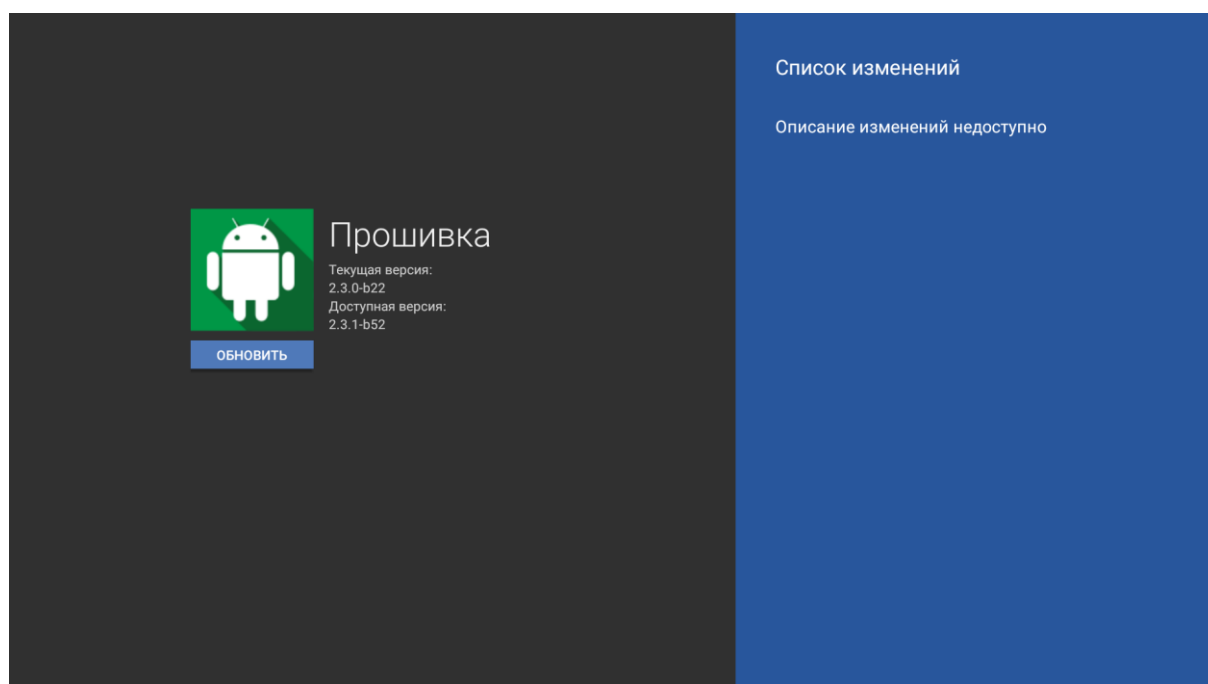 Список изменений
Описание изменений недоступно
Прошивка
Текущая версия:
2.3.0-b22
Доступная версия:
2.3.1-b52
ОБНОВИТЬ